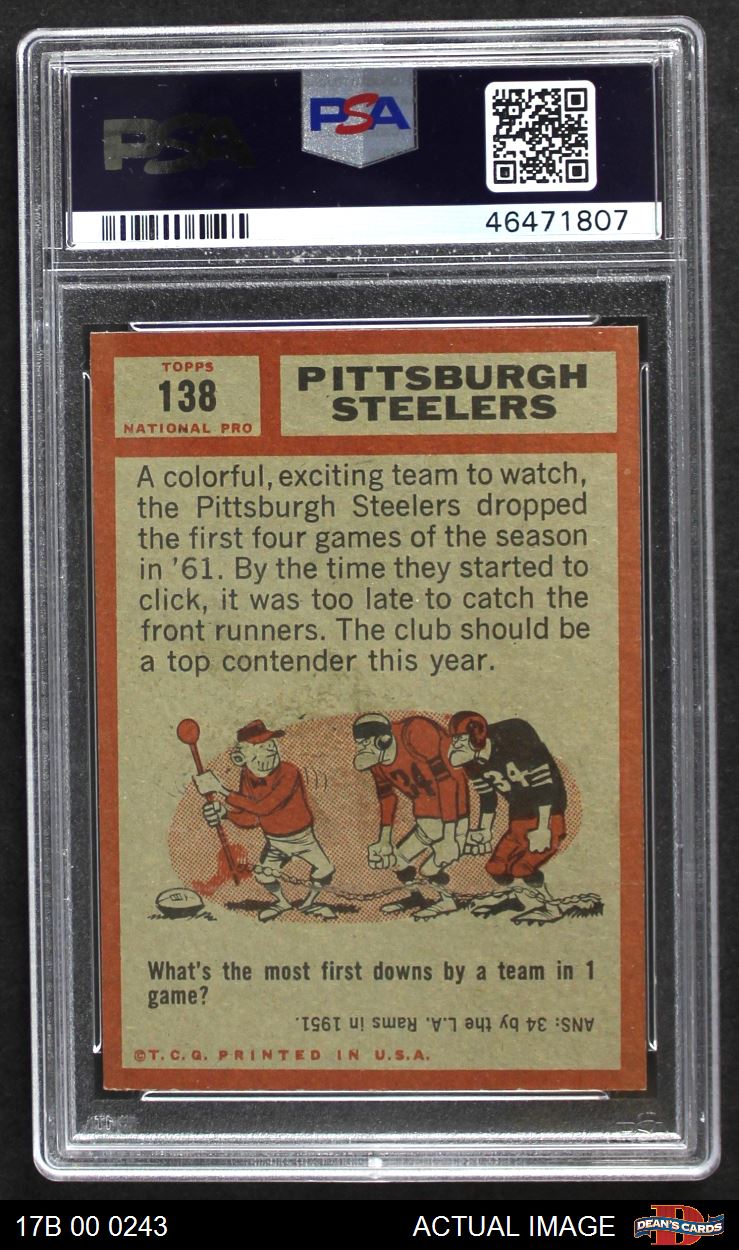 PSA
PSA
46471807
TOPPS
138
NATIONAL PRO
PITTSBURGH
STEELERS
A colorful, exciting team to watch,
the Pittsburgh Steelers dropped
the first four games of the season
in '61. By the time they started to
click, it was too late to catch the
front runners. The club should be
a top contender this year.
34
34
What's the most first downs by a team in 1
game?
ANS: 34 by the L.A. Rams in 1951.
©T.C.G. PRINTED IN U.S.A.
17B 00 0243
ACTUAL IMAGE
DEAN'S CARDS